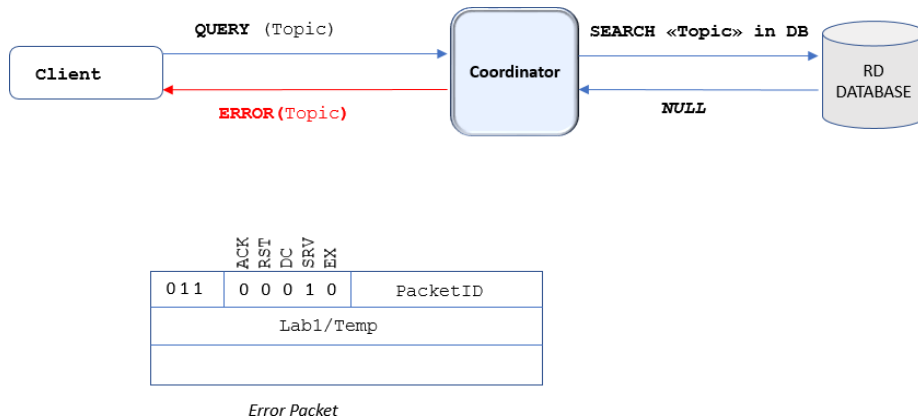 QUERY (Topic)
SEARCH «Topic» in DB
Client
Coordinator
RD
DATABASE
ERROR(Topic)
NULL
ACK
RST
DC
SRV
EX
011 0 0 0 1 0 PacketID
Lab1/Temp
Error Packet